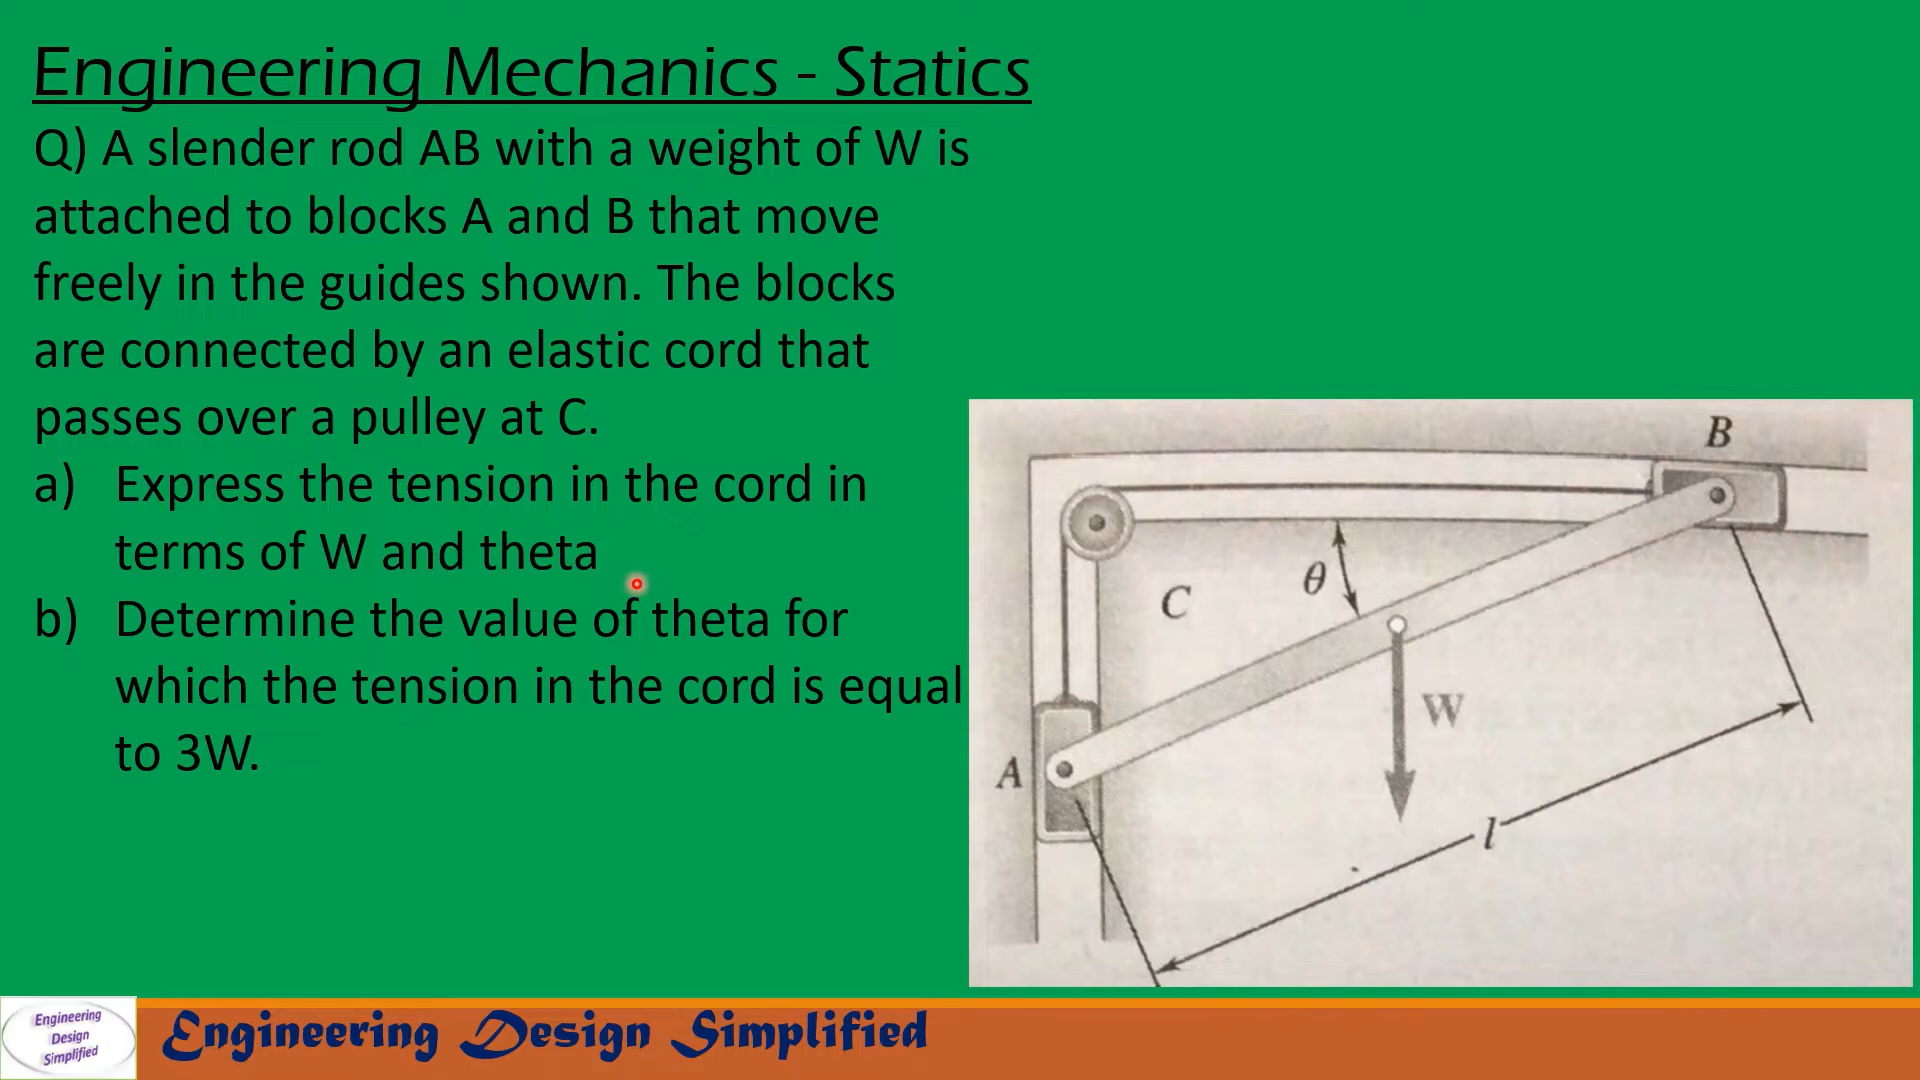 Engineering Mechanics - Statics
Q) A slender rod AB with a weight of W is
attached to blocks A and B that move
freely in the guides shown. The blocks
are connected by an elastic cord that
passes over a pulley at C.
a) Express the tension in the cord in
terms of W and theta
b) Determine the value of theta for
which the tension in the cord is equal
to 3W.
B
θ
C
W
A
l
Engineering
Design
Simplified
Engineering Design Simplified